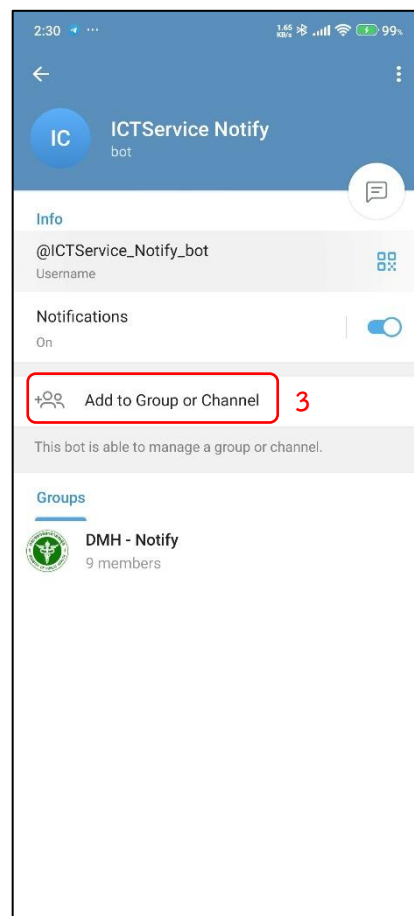 2:30 ··· 1.65 KB/s 99%
IC
ICTService Notify
bot
Info
@ICTService_Notify_bot
Username
Notifications
On
Add to Group or Channel 3
This bot is able to manage a group or channel.
Groups
DMH - Notify
9 members